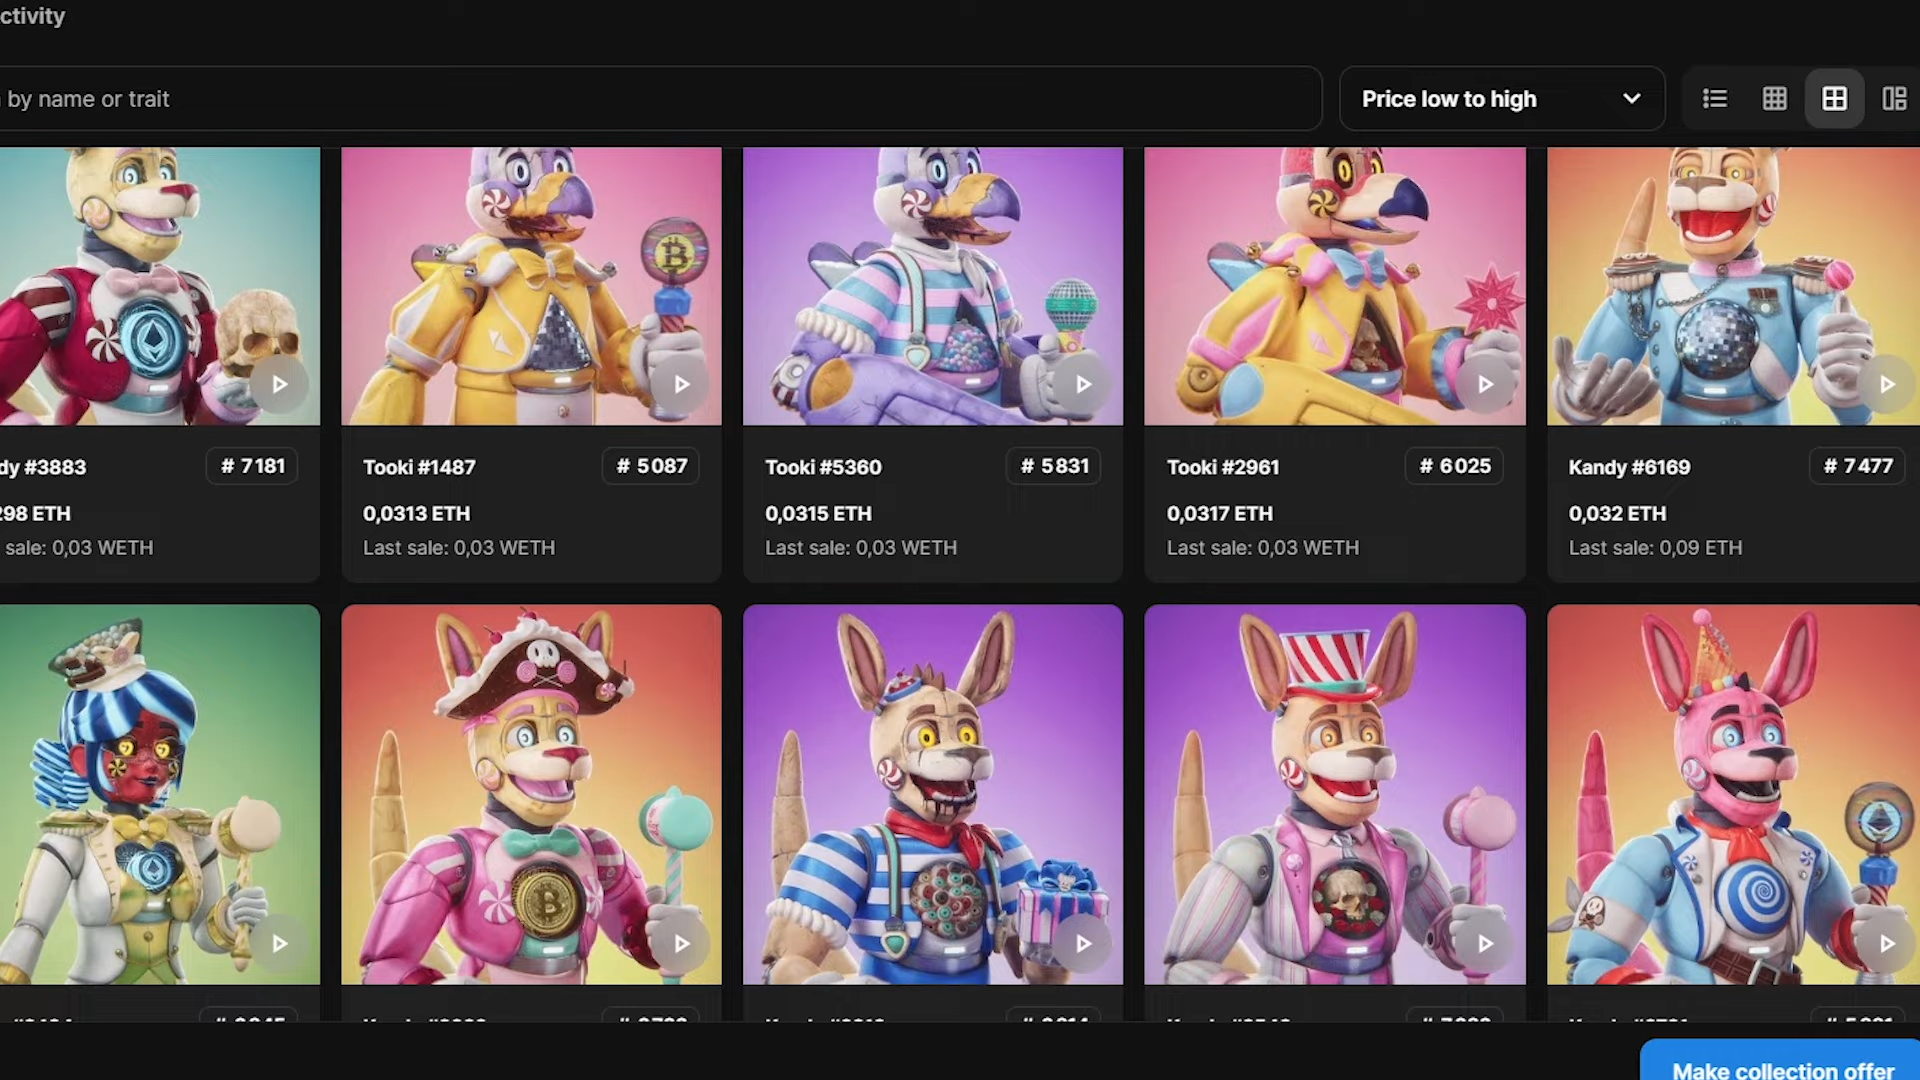 ctivity
by name or trait
Price low to high
dy #3883 # 7181
Tooki #1487 # 5087
Tooki #5360 # 5831
Tooki #2961 # 6025
Kandy #6169 # 7477
298 ETH
0,0313 ETH
0,0315 ETH
0,0317 ETH
0,032 ETH
sale: 0,03 WETH
Last sale: 0,03 WETH
Last sale: 0,03 WETH
Last sale: 0,03 WETH
Last sale: 0,09 ETH
Make collection offer